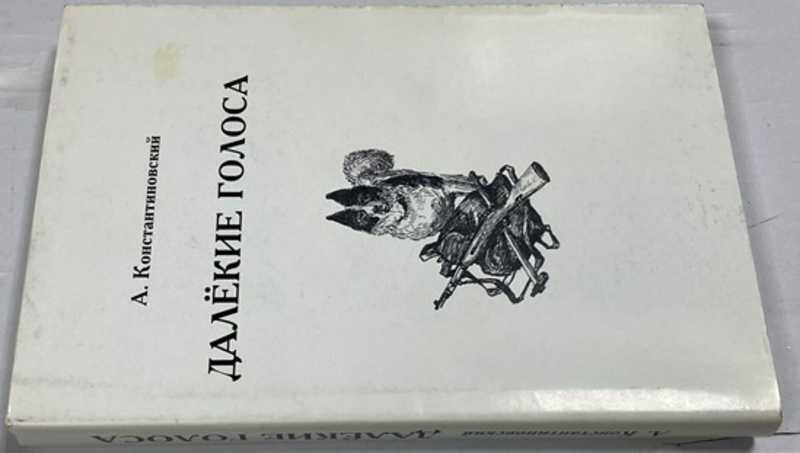 А. Константиновский
ДАЛЁКИЕ ГОЛОСА
А. Константиновский ДАЛЁКИЕ ГОЛОСА